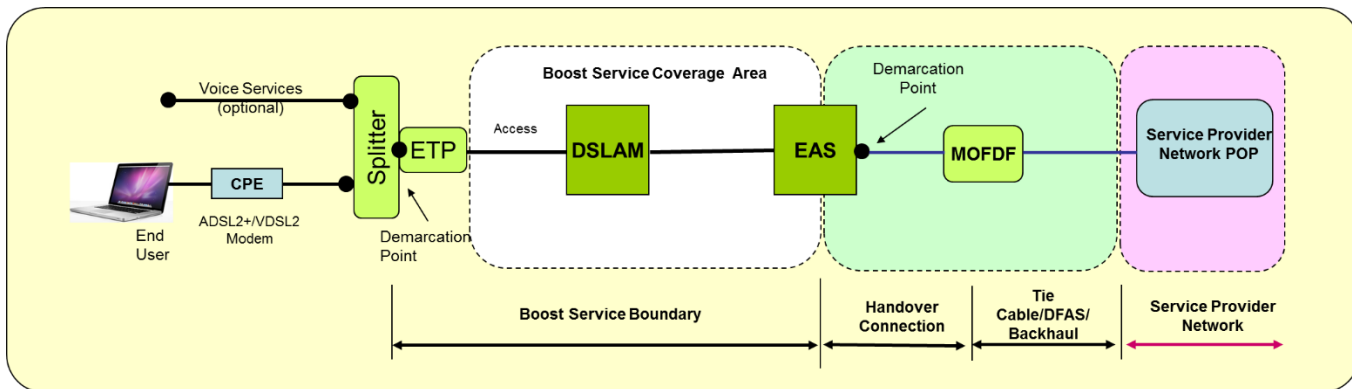 Boost Service Coverage Area
Demarcation
Point
Voice Services
(optional)
Splitter
ETP
Access
DSLAM
EAS
MOFDF
Service Provider
Network POP
CPE
ADSL2+/VDSL2
Modem
End
User
Demarcation
Point
Boost Service Boundary
Handover
Connection
Tie
Cable/DFAS/
Backhaul
Service Provider
Network